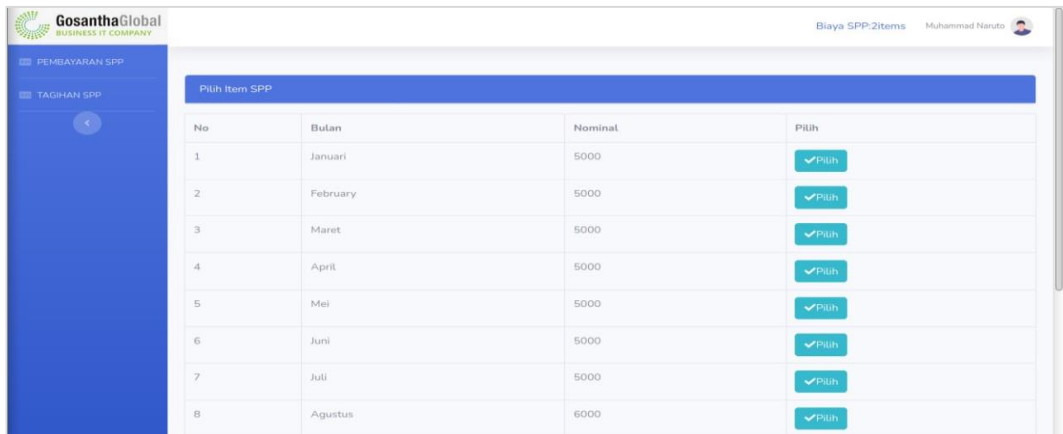 GosanthaGlobal
BUSINESS IT COMPANY
Biaya SPP:2items Muhammad Naruto
PEMBAYARAN SPP
TAGIHAN SPP
Pilih Item SPP
No Bulan Nominal Pilih
1 Januari 5000 Pilih
2 February 5000 Pilih
3 Maret 5000 Pilih
4 April 5000 Pilih
5 Mei 5000 Pilih
6 Juni 5000 Pilih
7 Juli 5000 Pilih
8 Agustus 6000 Pilih